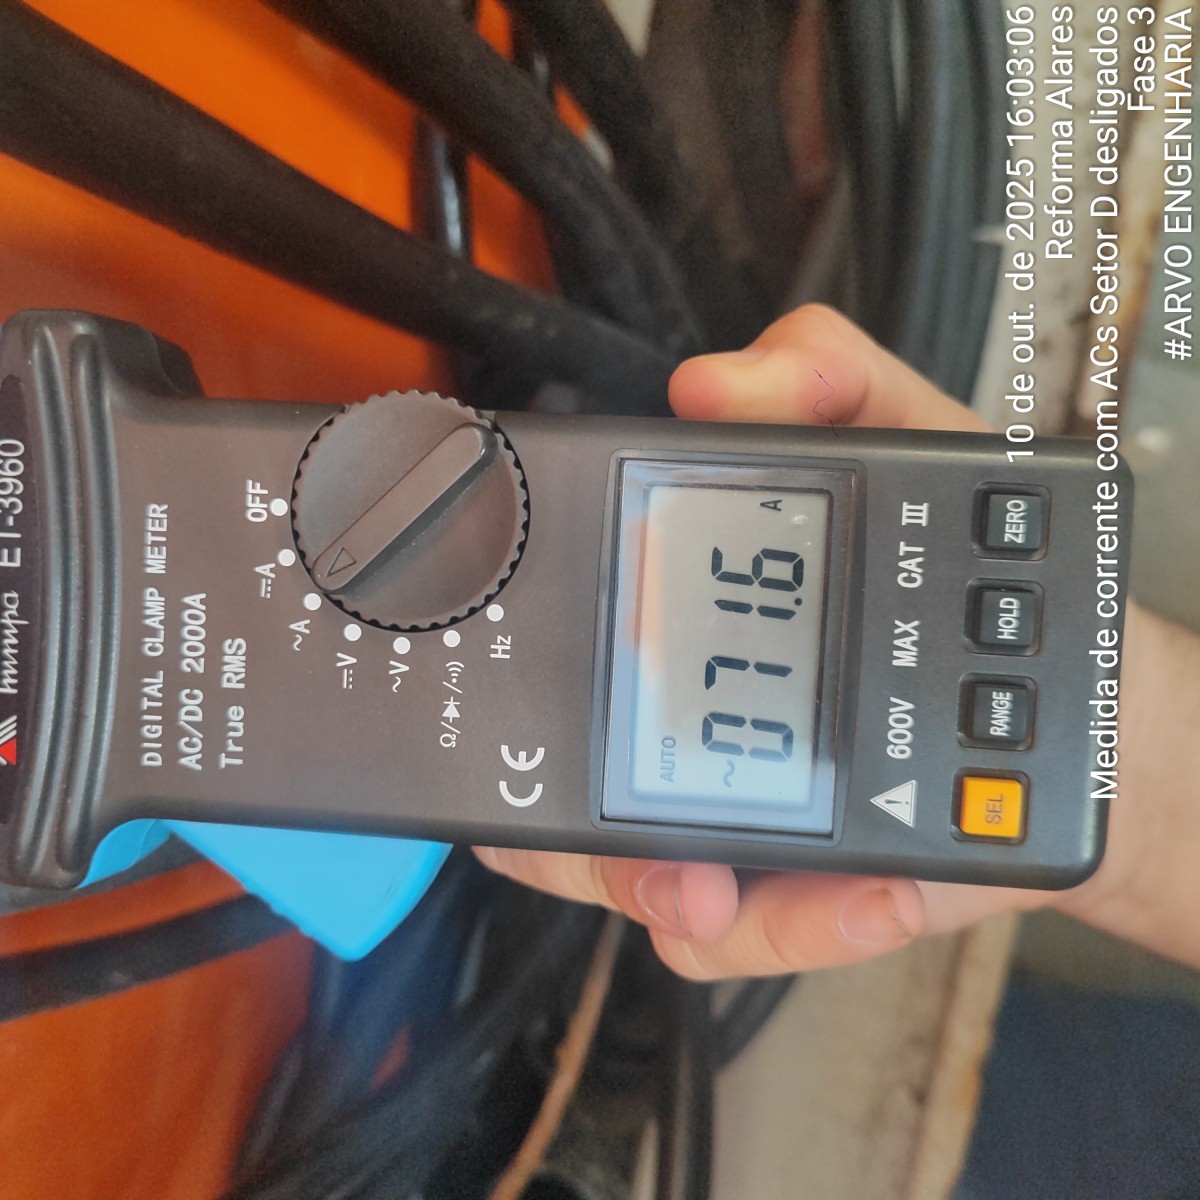 minipa ET-3960
DIGITAL CLAMP METER
AC/DC 2000A
True RMS
OFF
⎓A
~A
⎓V
~V
Ω/▶|/•)))
Hz
CE
AUTO
~071.6 A
600V MAX CAT III
SEL RANGE HOLD ZERO
10 de out. de 2025 16:03:06
Reforma Alares
Medida de corrente com ACs Setor D desligados
Fase 3
#ARVO ENGENHARIA